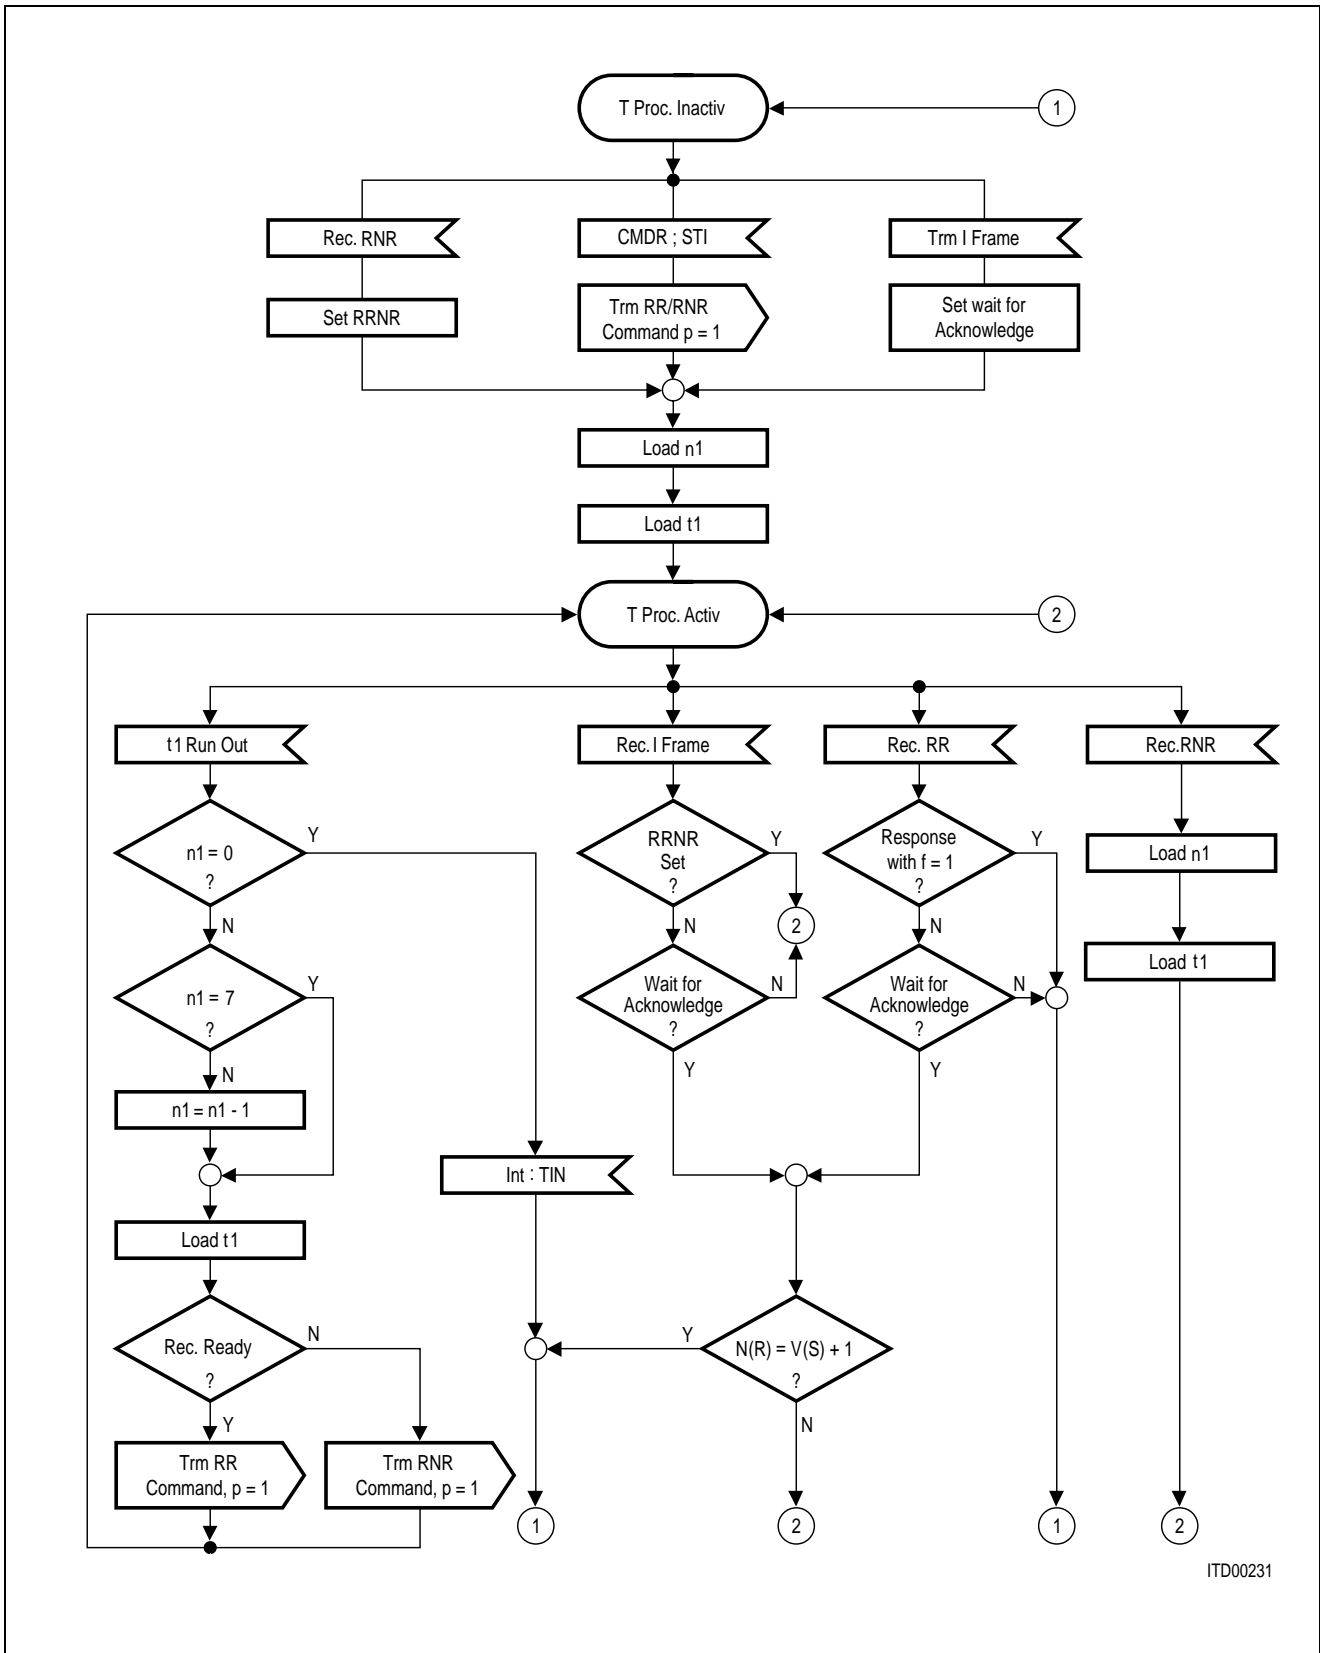 T Proc. Inactiv
1
Rec. RNR
CMDR ; STI
Trm I Frame
Set RRNR
Trm RR/RNR
Command p = 1
Set wait for
Acknowledge
Load n1
Load t1
T Proc. Activ
2
t1 Run Out
Rec. I Frame
Rec. RR
Rec.RNR
n1 = 0
?
Y
N
RRNR
Set
?
Y
N
2
Response
with f = 1
?
Y
N
Load n1
n1 = 7
?
Y
N
Wait for
Acknowledge
?
N
Y
Wait for
Acknowledge
?
N
Y
Load t1
n1 = n1 - 1
Int : TIN
Load t1
Rec. Ready
?
N
Y
N(R) = V(S) + 1
?
Y
N
Trm RR
Command, p = 1
Trm RNR
Command, p = 1
1
2
1
2
ITD00231